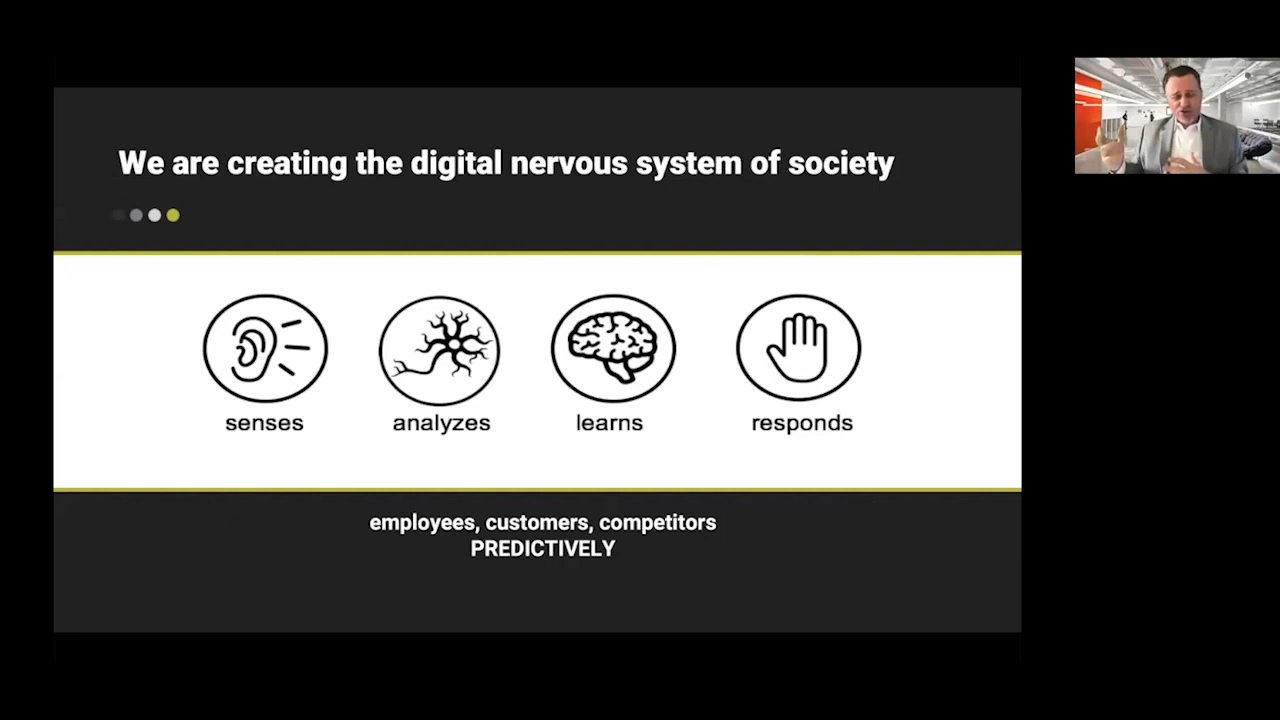 We are creating the digital nervous system of society
senses
analyzes
learns
responds
employees, customers, competitors
PREDICTIVELY